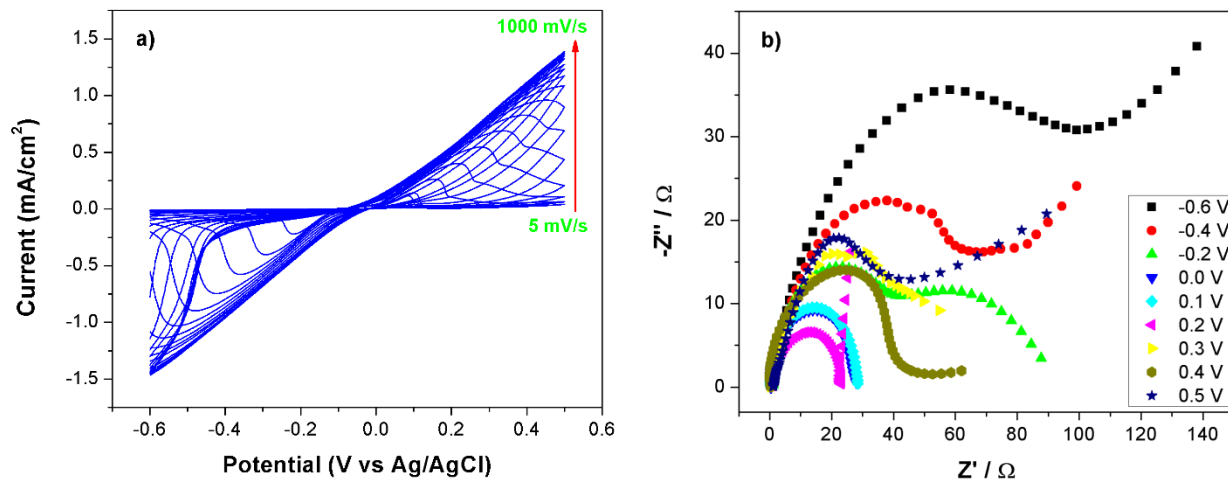 a)
1000 mV/s
5 mV/s
1.5
1.0
0.5
0.0
-0.5
-1.0
-1.5
-0.6 -0.4 -0.2 0.0 0.2 0.4 0.6
Current (mA/cm²)
Potential (V vs Ag/AgCl)
b)
40
30
20
10
0
0 20 40 60 80 100 120 140
-Z'' / Ω
Z' / Ω
-0.6 V
-0.4 V
-0.2 V
0.0 V
0.1 V
0.2 V
0.3 V
0.4 V
0.5 V